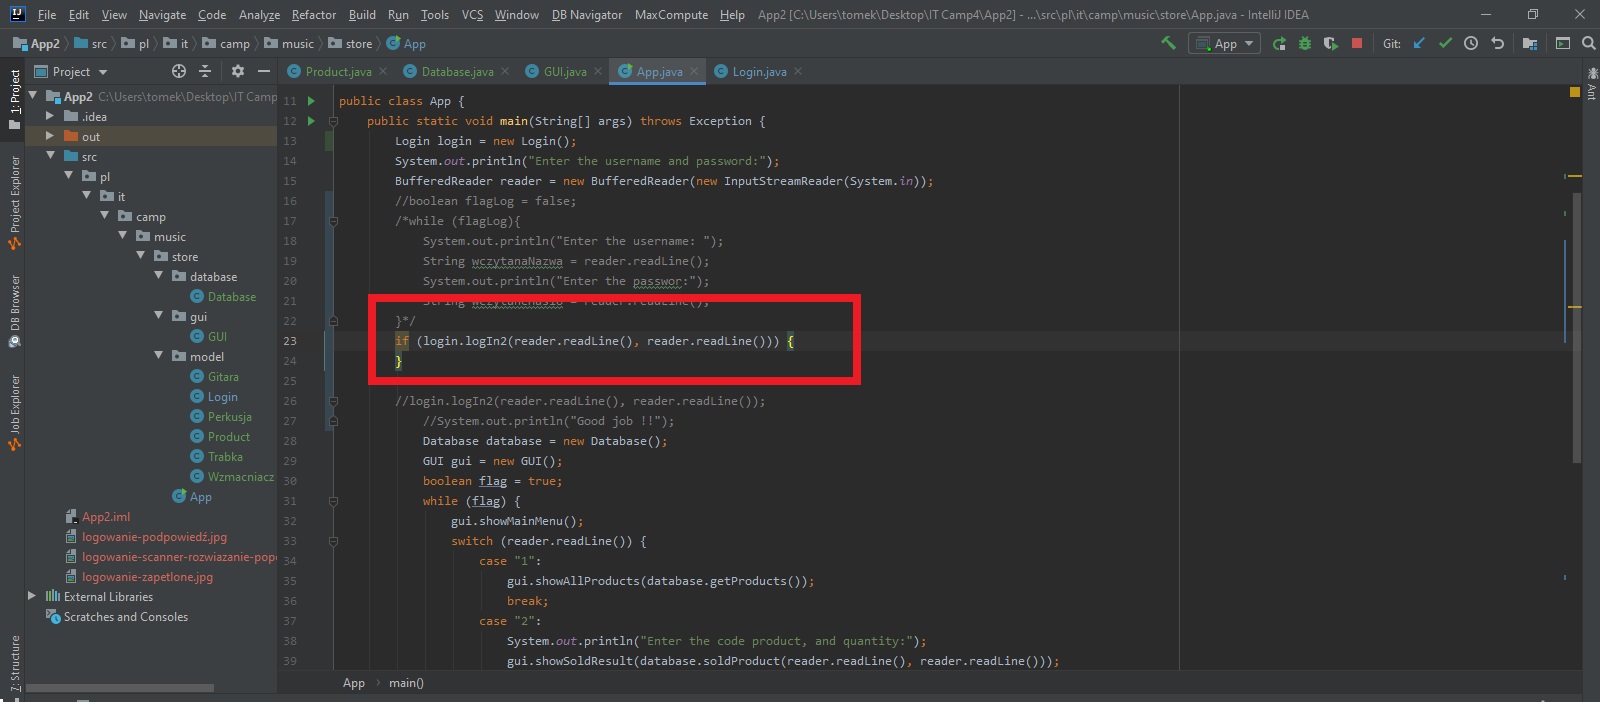 File Edit View Navigate Code Analyze Refactor Build Run Tools VCS Window DB Navigator MaxCompute Help App2 [C:\Users\tomek\Desktop\IT Camp4\App2] - ...\src\pl\it\camp\music\store\App.java - IntelliJ IDEA
App2 src pl it camp music store App App Git:
Project Product.java Database.java GUI.java App.java Login.java
1: Project
Project Explorer
DB Browser
Job Explorer
7: Structure
Ant
App2 C:\Users\tomek\Desktop\IT Camp
.idea
out
src
pl
it
camp
music
store
database
Database
gui
GUI
model
Gitara
Login
Perkusja
Product
Trabka
Wzmacniacz
App
App2.iml
logowanie-podpowiedź.jpg
logowanie-scanner-rozwiazanie-pop
logowanie-zapetlone.jpg
External Libraries
Scratches and Consoles
11 public class App {
12 public static void main(String[] args) throws Exception {
13 Login login = new Login();
14 System.out.println("Enter the username and password:");
15 BufferedReader reader = new BufferedReader(new InputStreamReader(System.in));
16 //boolean flagLog = false;
17 /*while (flagLog){
18 System.out.println("Enter the username: ");
19 String wczytanaNazwa = reader.readLine();
20 System.out.println("Enter the passwor:");
21 String wczytaneHaslo = reader.readLine();
22 }*/
23 if (login.logIn2(reader.readLine(), reader.readLine())) {
24 }
25
26 //login.logIn2(reader.readLine(), reader.readLine());
27 //System.out.println("Good job !!");
28 Database database = new Database();
29 GUI gui = new GUI();
30 boolean flag = true;
31 while (flag) {
32 gui.showMainMenu();
33 switch (reader.readLine()) {
34 case "1":
35 gui.showAllProducts(database.getProducts());
36 break;
37 case "2":
38 System.out.println("Enter the code product, and quantity:");
39 gui.showSoldResult(database.soldProduct(reader.readLine(), reader.readLine()));
App main()